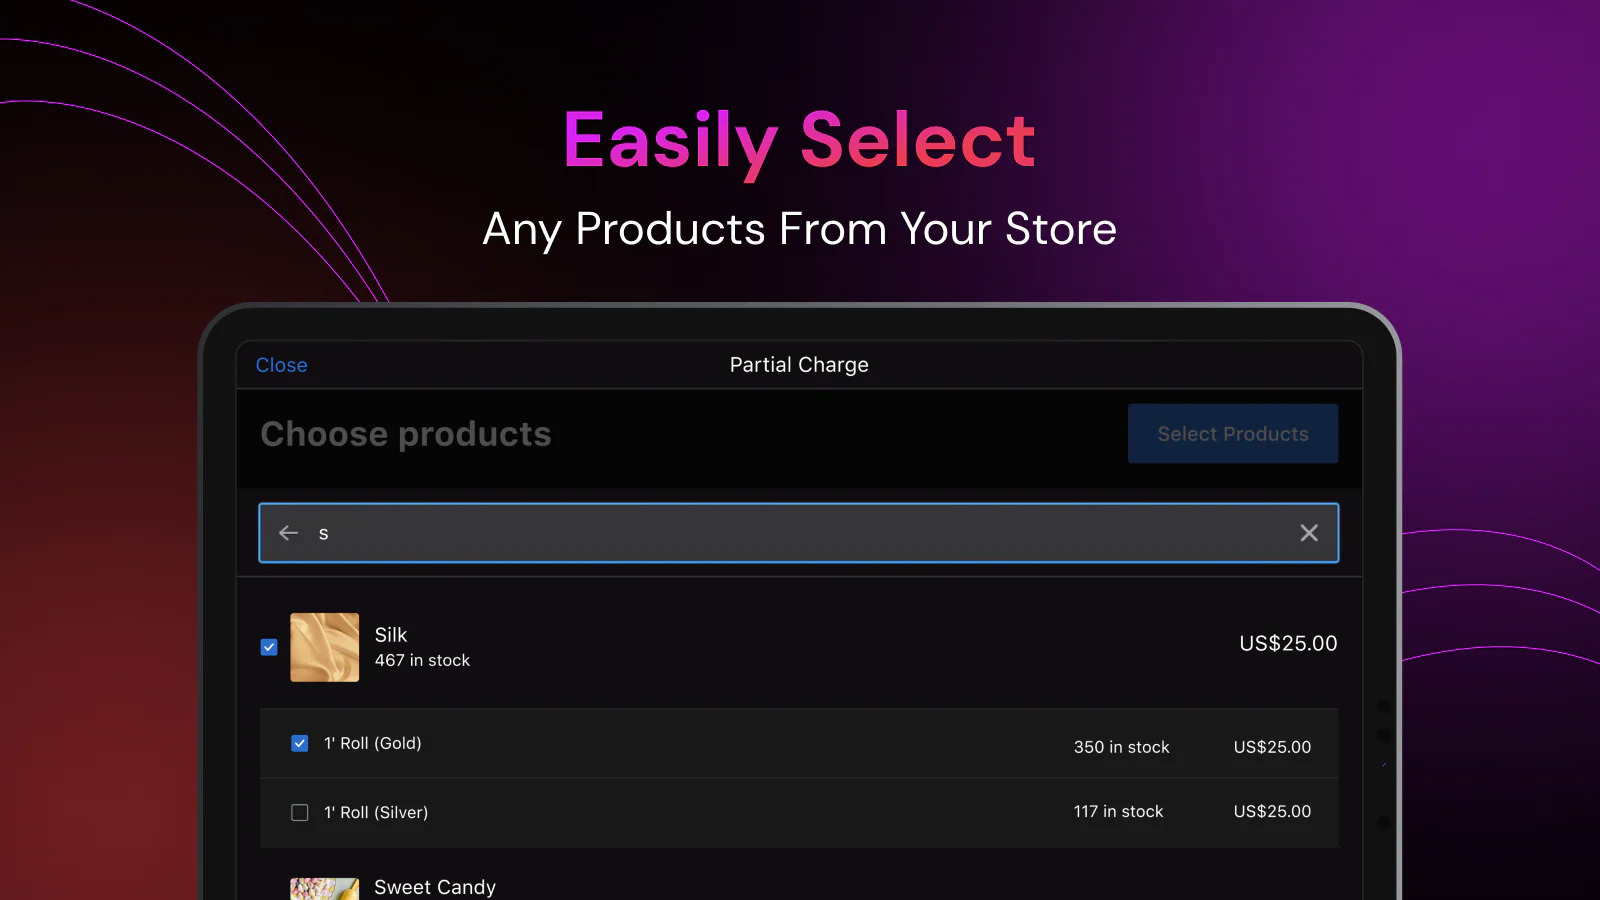 Easily Select
Any Products From Your Store
Close
Partial Charge
Choose products
Select Products
s
Silk
467 in stock
US$25.00
1' Roll (Gold)
350 in stock
US$25.00
1' Roll (Silver)
117 in stock
US$25.00
Sweet Candy